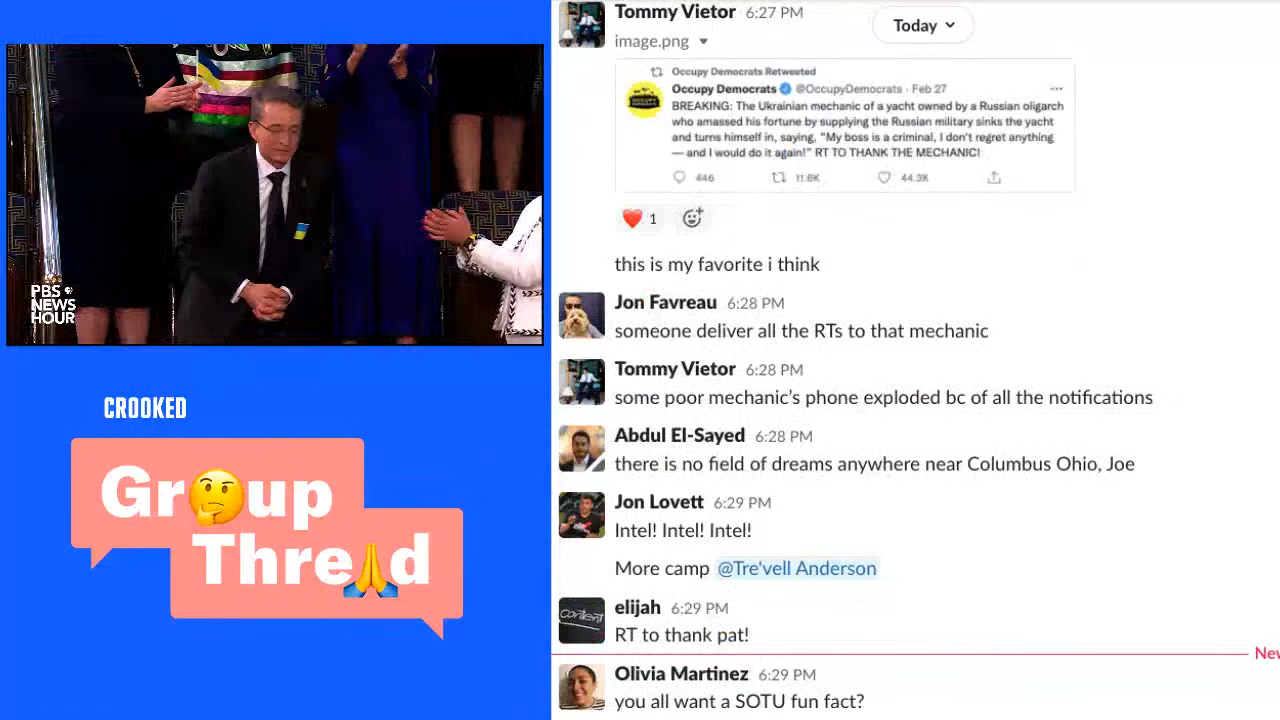 PBS
NEWS
HOUR
CROOKED
Gr🤔up
Thre🙏d
Tommy Vietor 6:27 PM
Today
image.png
Occupy Democrats Retweeted
Occupy Democrats @OccupyDemocrats · Feb 27
BREAKING: The Ukrainian mechanic of a yacht owned by a Russian oligarch
who amassed his fortune by supplying the Russian military sinks the yacht
and turns himself in, saying, "My boss is a criminal, I don't regret anything
— and I would do it again!" RT TO THANK THE MECHANIC!
446 11.6K 44.3K
1
this is my favorite i think
Jon Favreau 6:28 PM
someone deliver all the RTs to that mechanic
Tommy Vietor 6:28 PM
some poor mechanic's phone exploded bc of all the notifications
Abdul El-Sayed 6:28 PM
there is no field of dreams anywhere near Columbus Ohio, Joe
Jon Lovett 6:29 PM
Intel! Intel! Intel!
More camp @Tre'vell Anderson
elijah 6:29 PM
RT to thank pat!
Olivia Martinez 6:29 PM
you all want a SOTU fun fact?